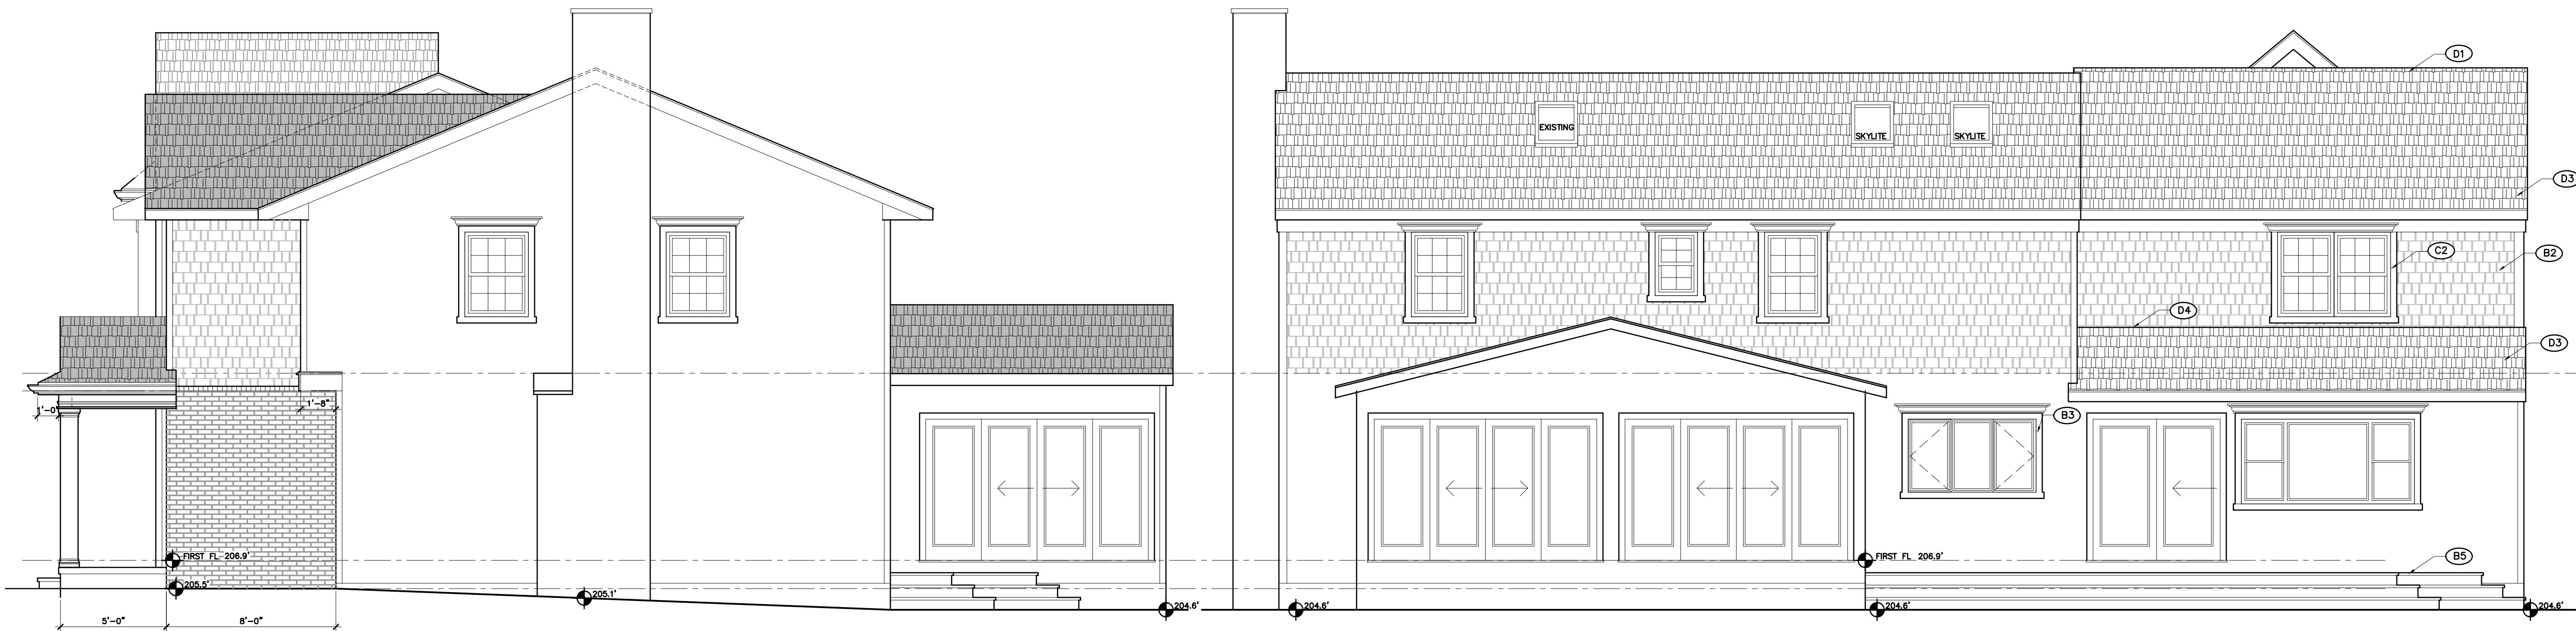 D1
EXISTING
SKYLITE
SKYLITE
D3
C2
B2
D4
D3
1'-0"
1'-8"
B3
FIRST FL 206.9'
FIRST FL 206.9'
B5
205.5'
205.1'
204.6'
204.6'
204.6'
204.6'
5'-0"
8'-0"